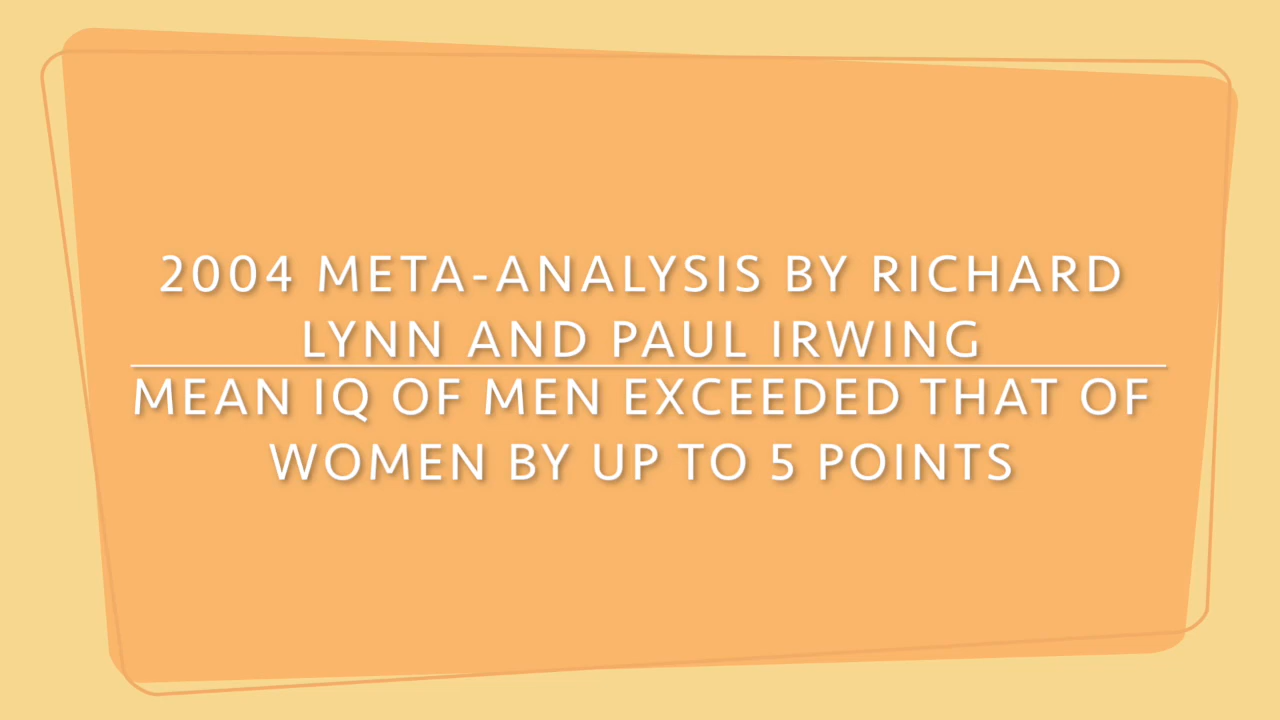 2004 META-ANALYSIS BY RICHARD
LYNN AND PAUL IRWING
MEAN IQ OF MEN EXCEEDED THAT OF
WOMEN BY UP TO 5 POINTS